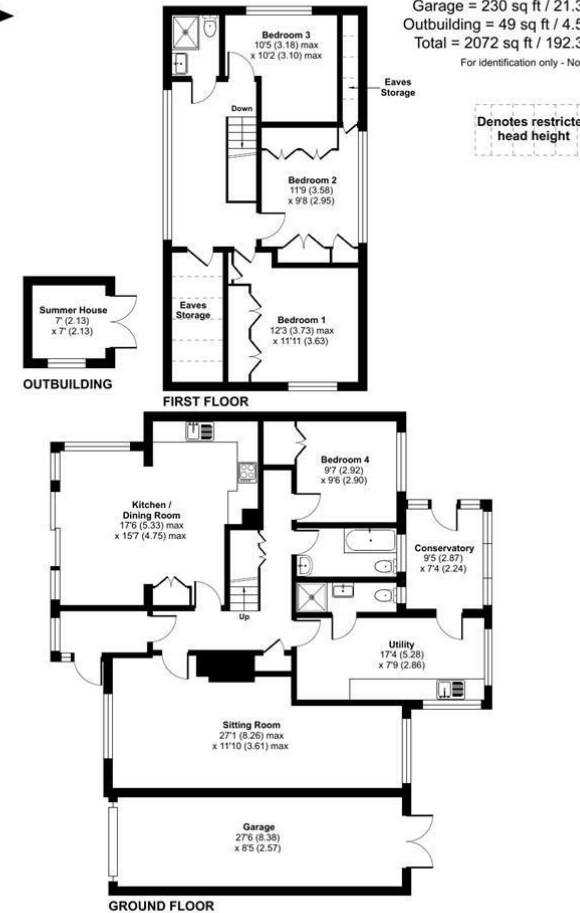 Garage = 230 sq ft / 21.3
Outbuilding = 49 sq ft / 4.5
Total = 2072 sq ft / 192.3
For identification only - No
Denotes restricte
head height
Bedroom 3
10'5 (3.18) max
x 10'2 (3.10) max
Eaves
Storage
Down
Bedroom 2
11'9 (3.58)
x 9'8 (2.95)
Eaves
Storage
Bedroom 1
12'3 (3.73) max
x 11'11 (3.63)
Summer House
7' (2.13)
x 7' (2.13)
OUTBUILDING
FIRST FLOOR
Kitchen /
Dining Room
17'6 (5.33) max
x 15'7 (4.75) max
Bedroom 4
9'7 (2.92)
x 9'6 (2.90)
Conservatory
9'5 (2.87)
x 7'4 (2.24)
Up
Utility
17'4 (5.28)
x 7'9 (2.86)
Sitting Room
27'1 (8.26) max
x 11'10 (3.61) max
Garage
27'6 (8.38)
x 8'5 (2.57)
GROUND FLOOR